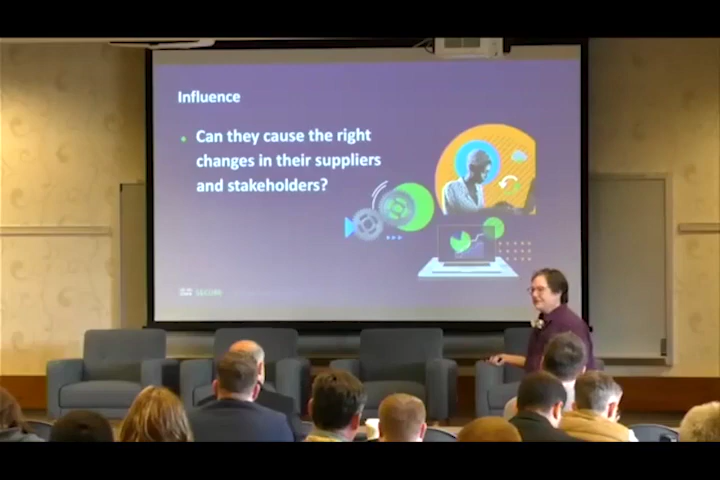 Influence
Can they cause the right
changes in their suppliers
and stakeholders?